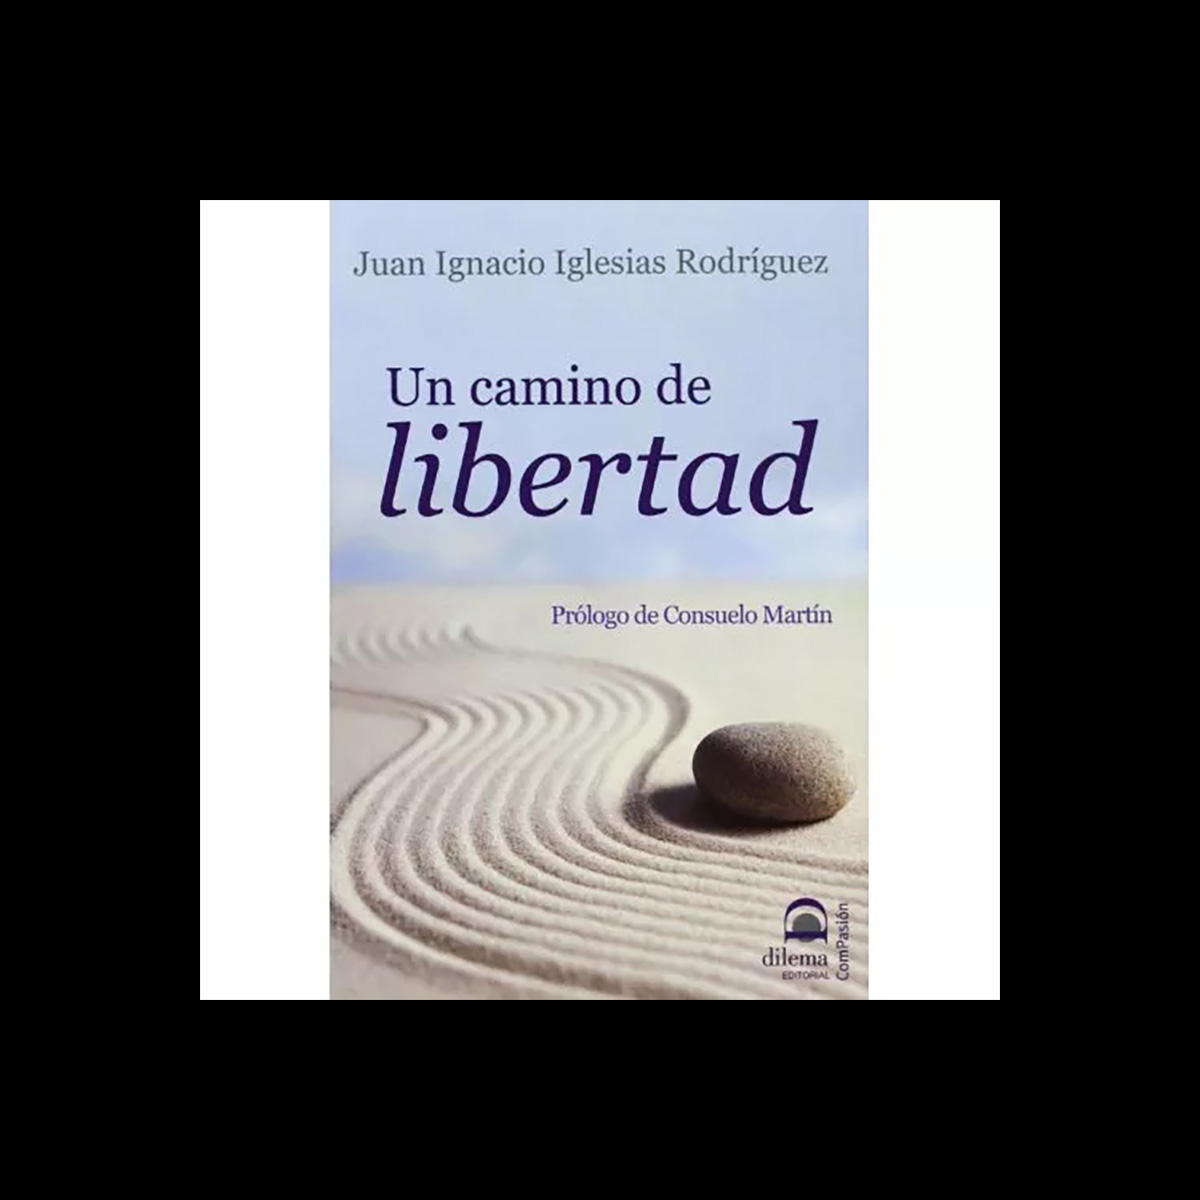 Juan Ignacio Iglesias Rodríguez
Un camino de
libertad
Prólogo de Consuelo Martín
dilema
EDITORIAL
ComPasión